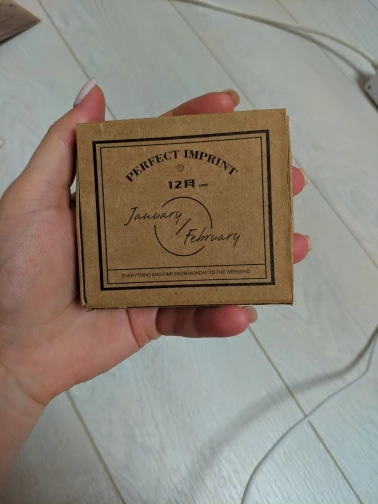 PERFECT IMPRINT
12月
January
February
EVERYTHING WAS FINE FROM MONDAY TO THE WEEKEND